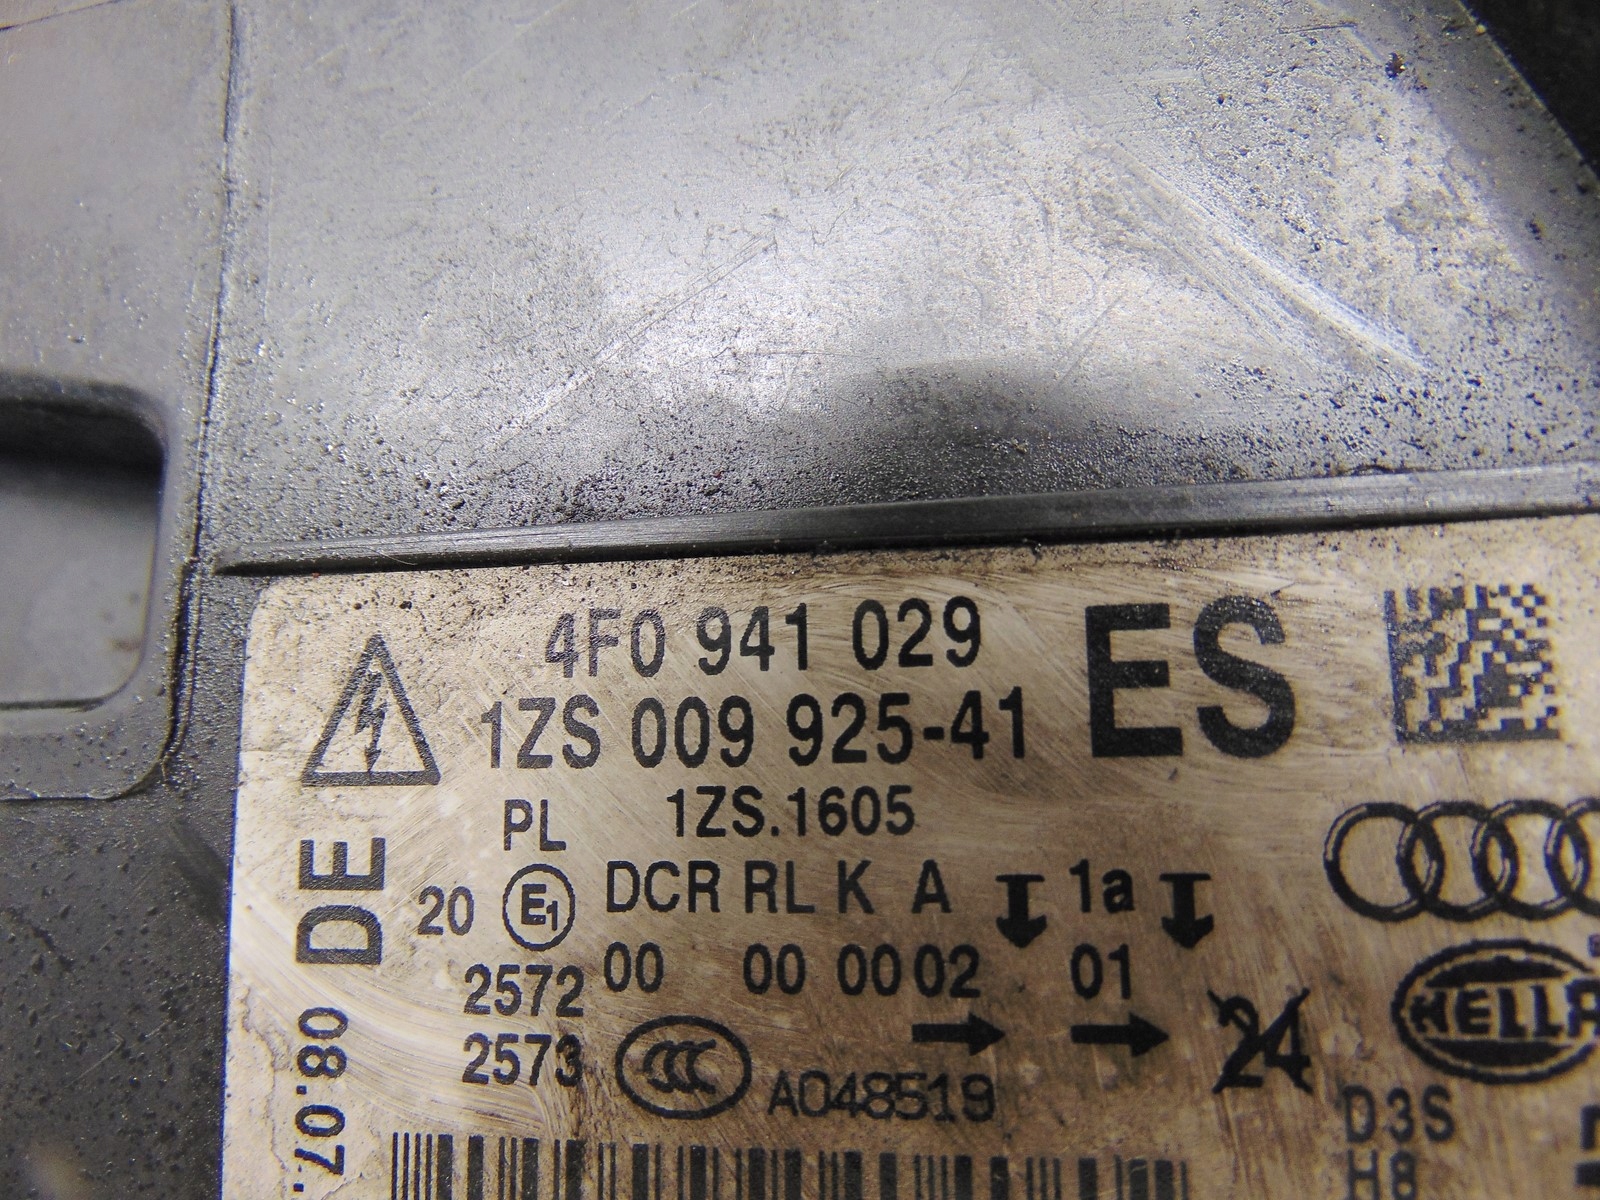 4F0 941 029
ES
1ZS 009 925-41
PL 1ZS.1605
DE
20 E1 DCR RL K A 1a
2572 00 00 00 02 01
2573 CCC A048519 24
HELLA
D3S
H8
08.07.